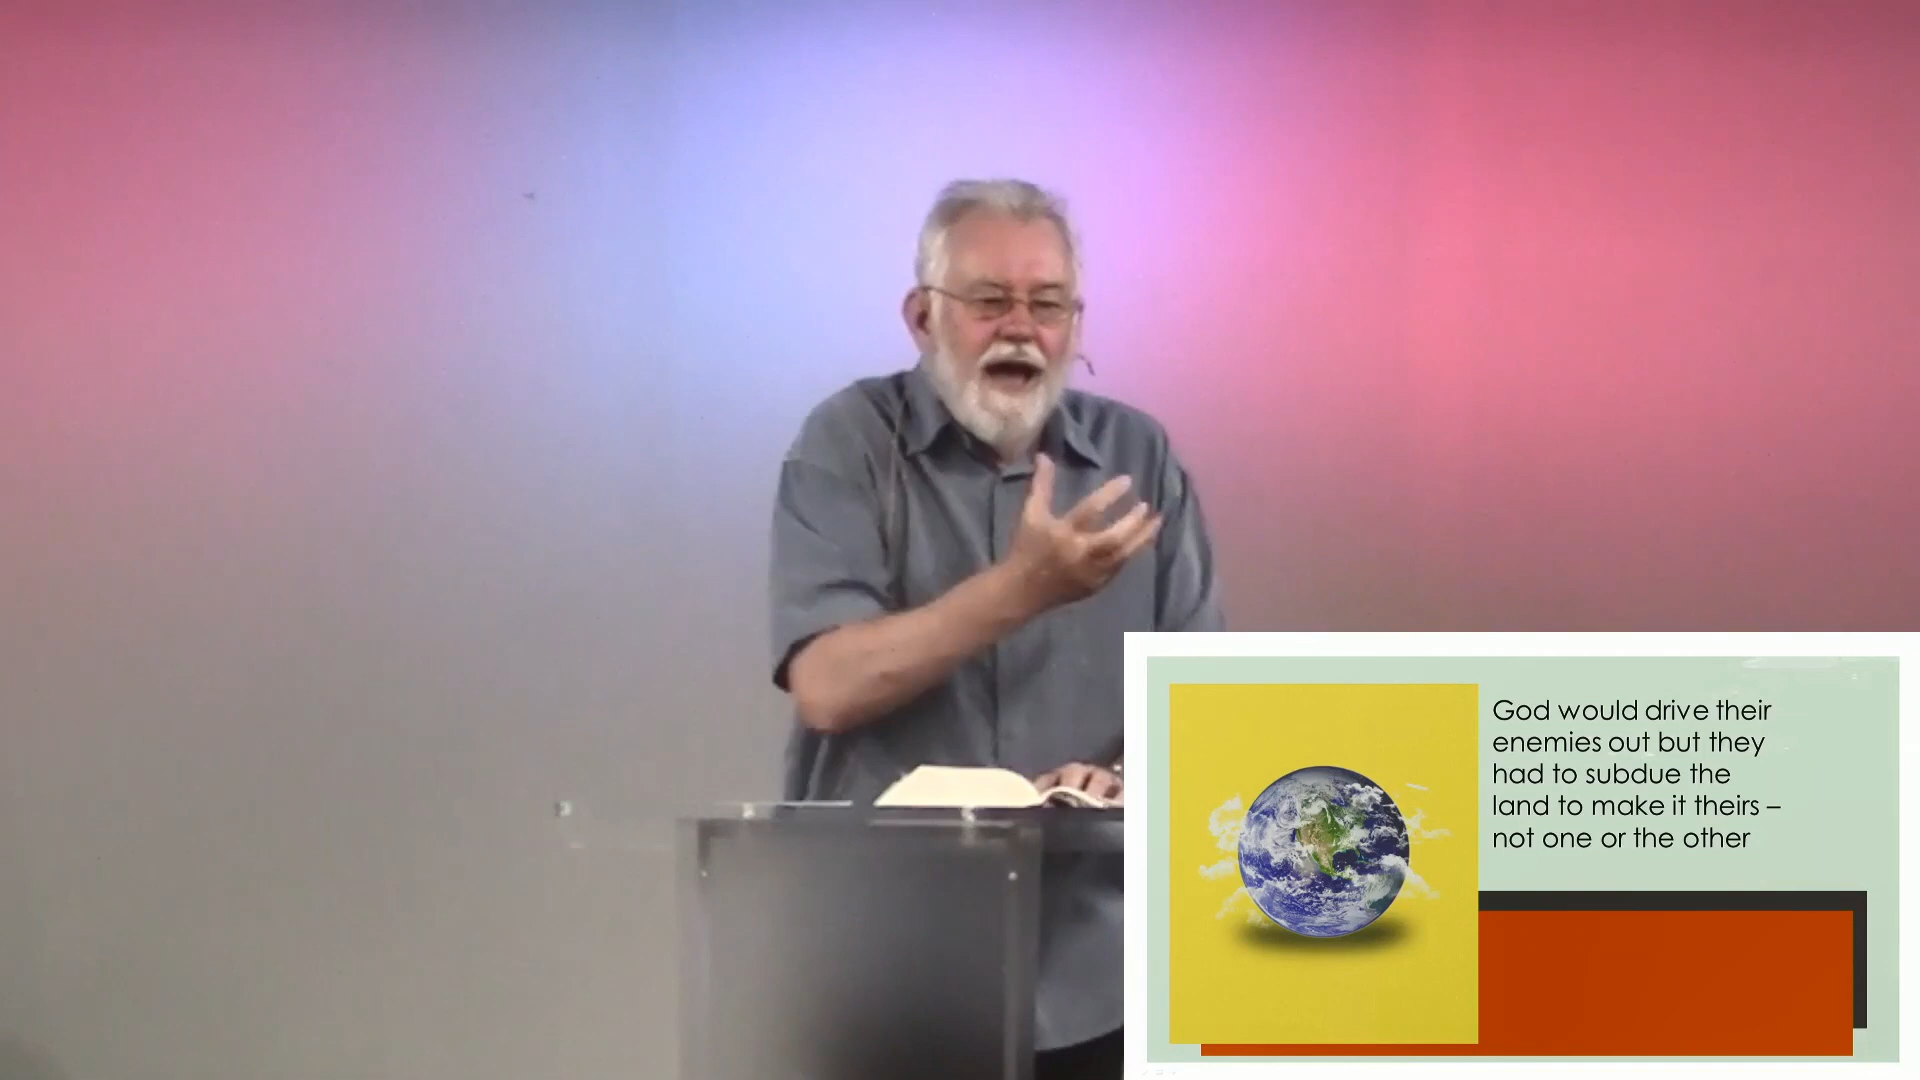 God would drive their
enemies out but they
had to subdue the
land to make it theirs –
not one or the other